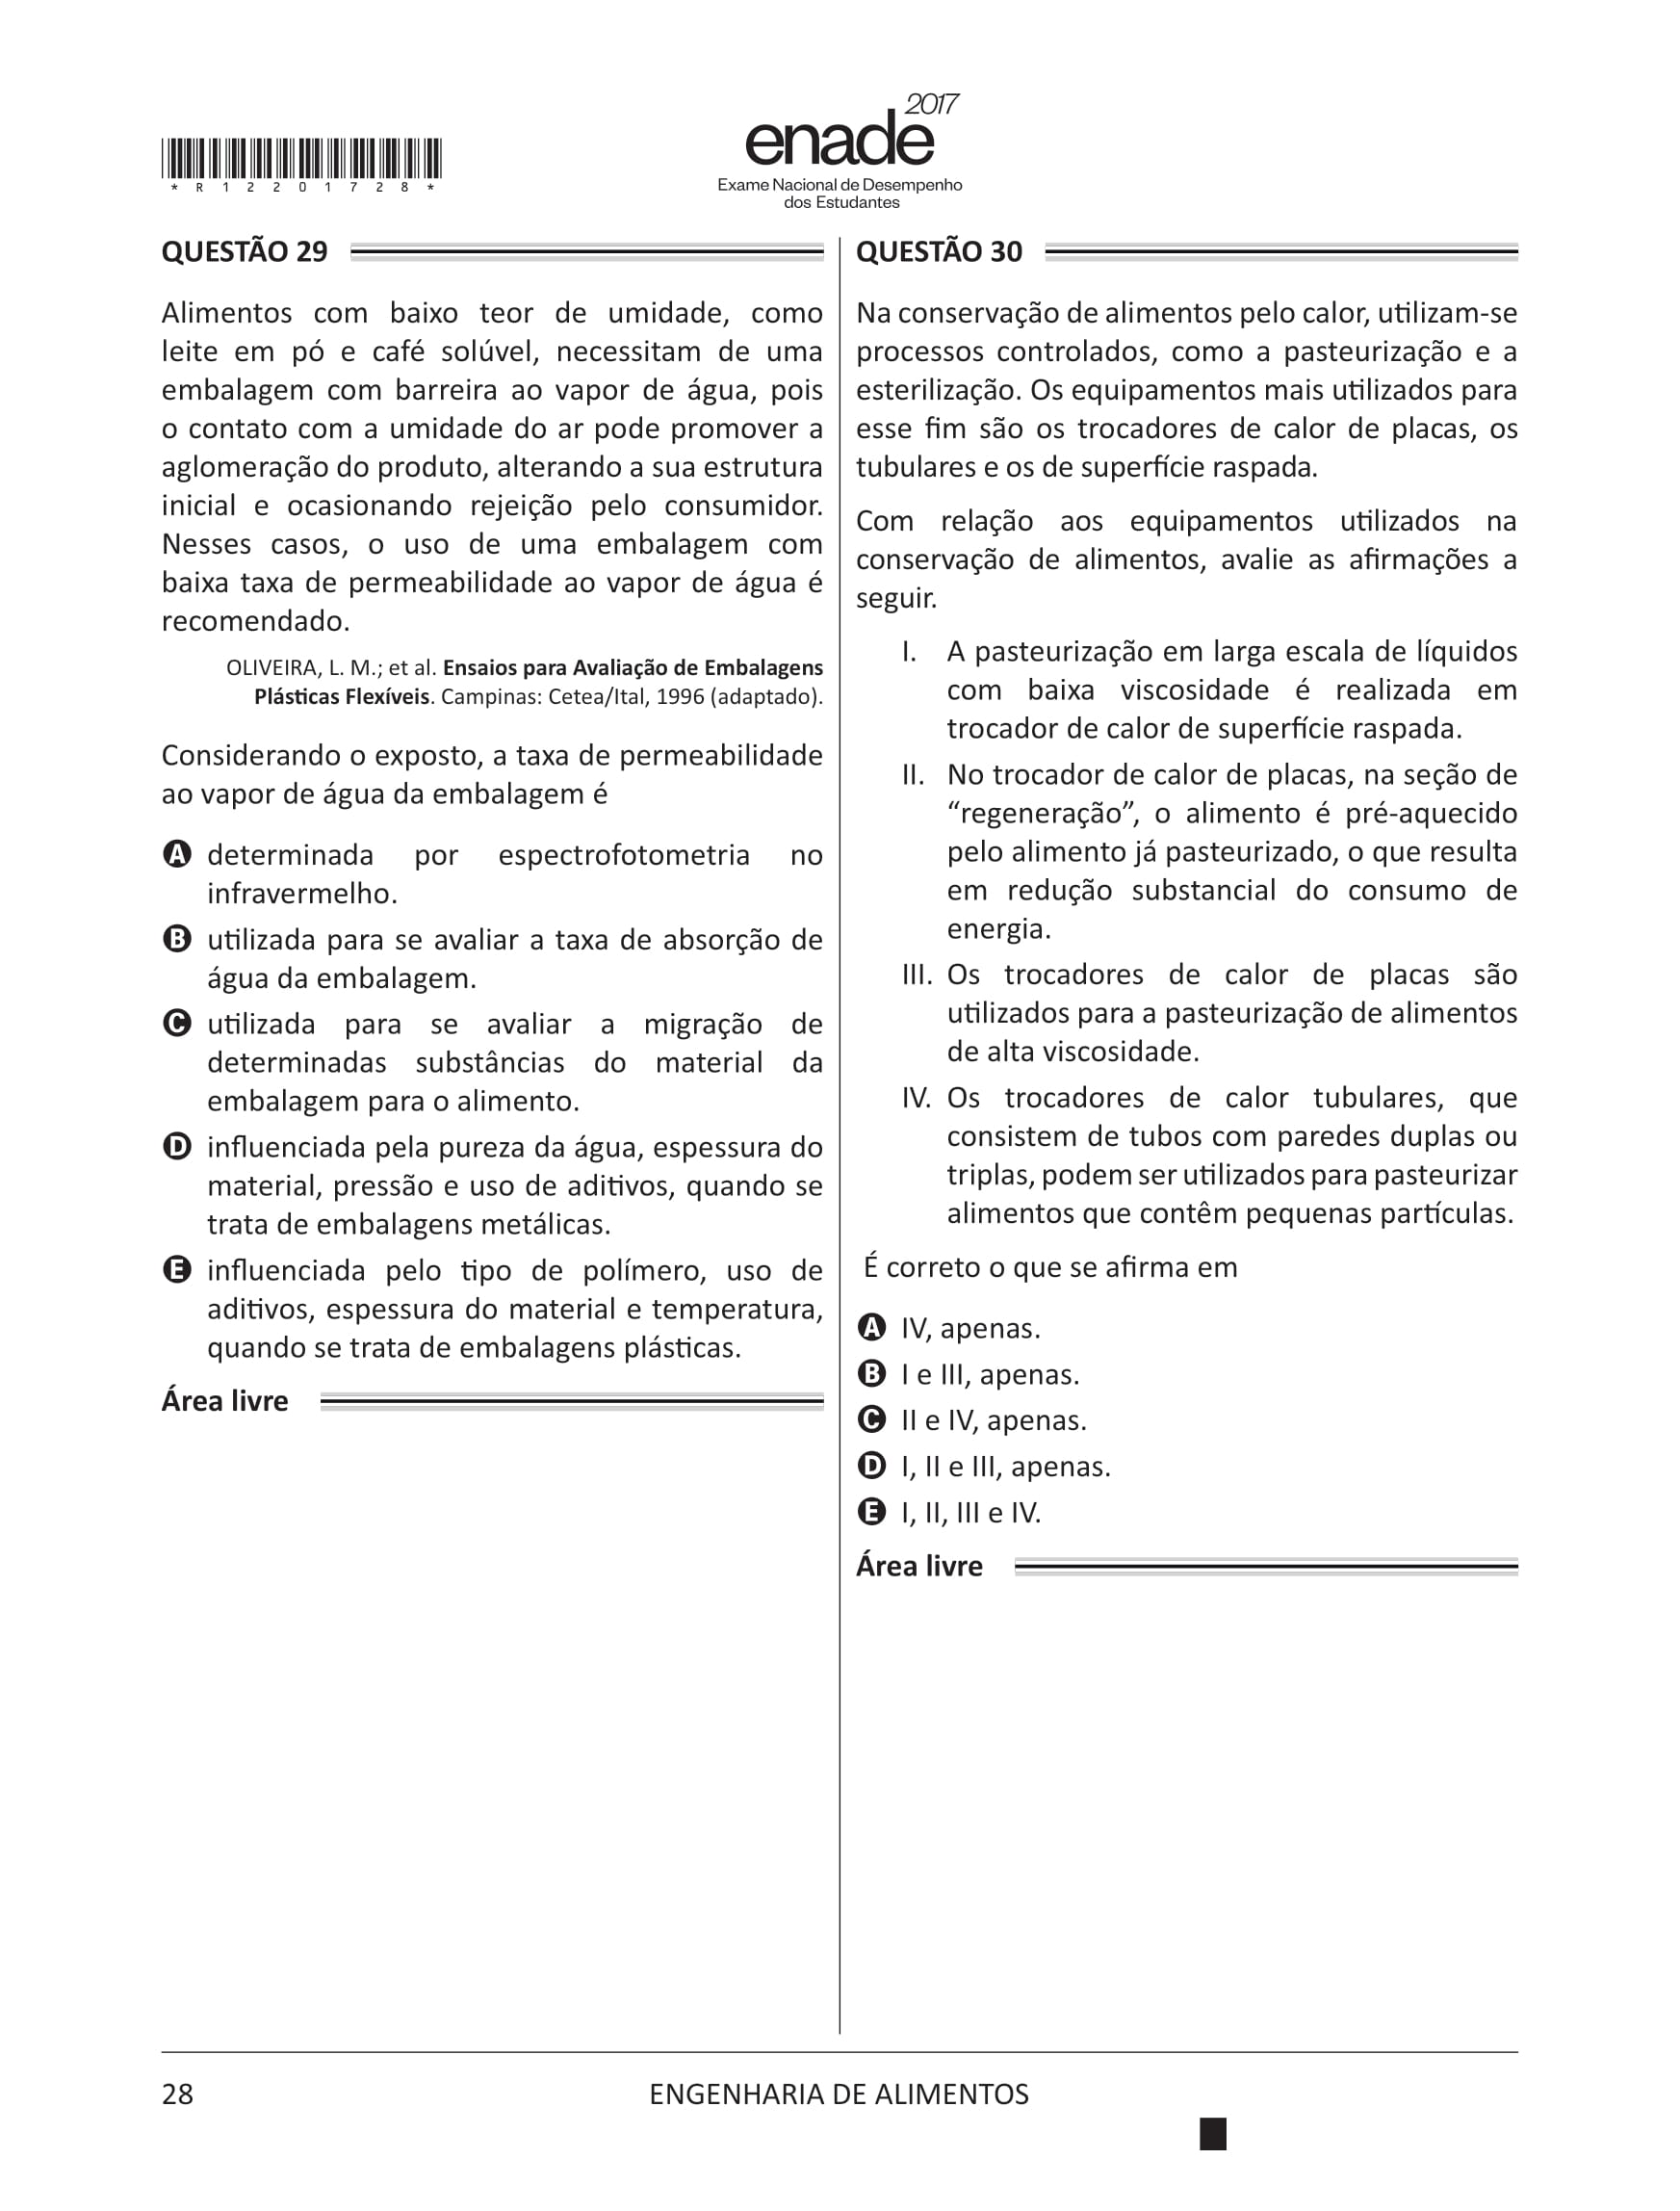 *R12201728*
2017
enade
Exame Nacional de Desempenho
dos Estudantes
QUESTÃO 29
Alimentos com baixo teor de umidade, como
leite em pó e café solúvel, necessitam de uma
embalagem com barreira ao vapor de água, pois
o contato com a umidade do ar pode promover a
aglomeração do produto, alterando a sua estrutura
inicial e ocasionando rejeição pelo consumidor.
Nesses casos, o uso de uma embalagem com
baixa taxa de permeabilidade ao vapor de água é
recomendado.
OLIVEIRA, L. M.; et al. Ensaios para Avaliação de Embalagens
Plásticas Flexíveis. Campinas: Cetea/Ital, 1996 (adaptado).
Considerando o exposto, a taxa de permeabilidade
ao vapor de água da embalagem é
A determinada por espectrofotometria no
infravermelho.
B utilizada para se avaliar a taxa de absorção de
água da embalagem.
C utilizada para se avaliar a migração de
determinadas substâncias do material da
embalagem para o alimento.
D influenciada pela pureza da água, espessura do
material, pressão e uso de aditivos, quando se
trata de embalagens metálicas.
E influenciada pelo tipo de polímero, uso de
aditivos, espessura do material e temperatura,
quando se trata de embalagens plásticas.
Área livre
QUESTÃO 30
Na conservação de alimentos pelo calor, utilizam-se
processos controlados, como a pasteurização e a
esterilização. Os equipamentos mais utilizados para
esse fim são os trocadores de calor de placas, os
tubulares e os de superfície raspada.
Com relação aos equipamentos utilizados na
conservação de alimentos, avalie as afirmações a
seguir.
I. A pasteurização em larga escala de líquidos
com baixa viscosidade é realizada em
trocador de calor de superfície raspada.
II. No trocador de calor de placas, na seção de
“regeneração”, o alimento é pré-aquecido
pelo alimento já pasteurizado, o que resulta
em redução substancial do consumo de
energia.
III. Os trocadores de calor de placas são
utilizados para a pasteurização de alimentos
de alta viscosidade.
IV. Os trocadores de calor tubulares, que
consistem de tubos com paredes duplas ou
triplas, podem ser utilizados para pasteurizar
alimentos que contêm pequenas partículas.
É correto o que se afirma em
A IV, apenas.
B I e III, apenas.
C II e IV, apenas.
D I, II e III, apenas.
E I, II, III e IV.
Área livre
28
ENGENHARIA DE ALIMENTOS